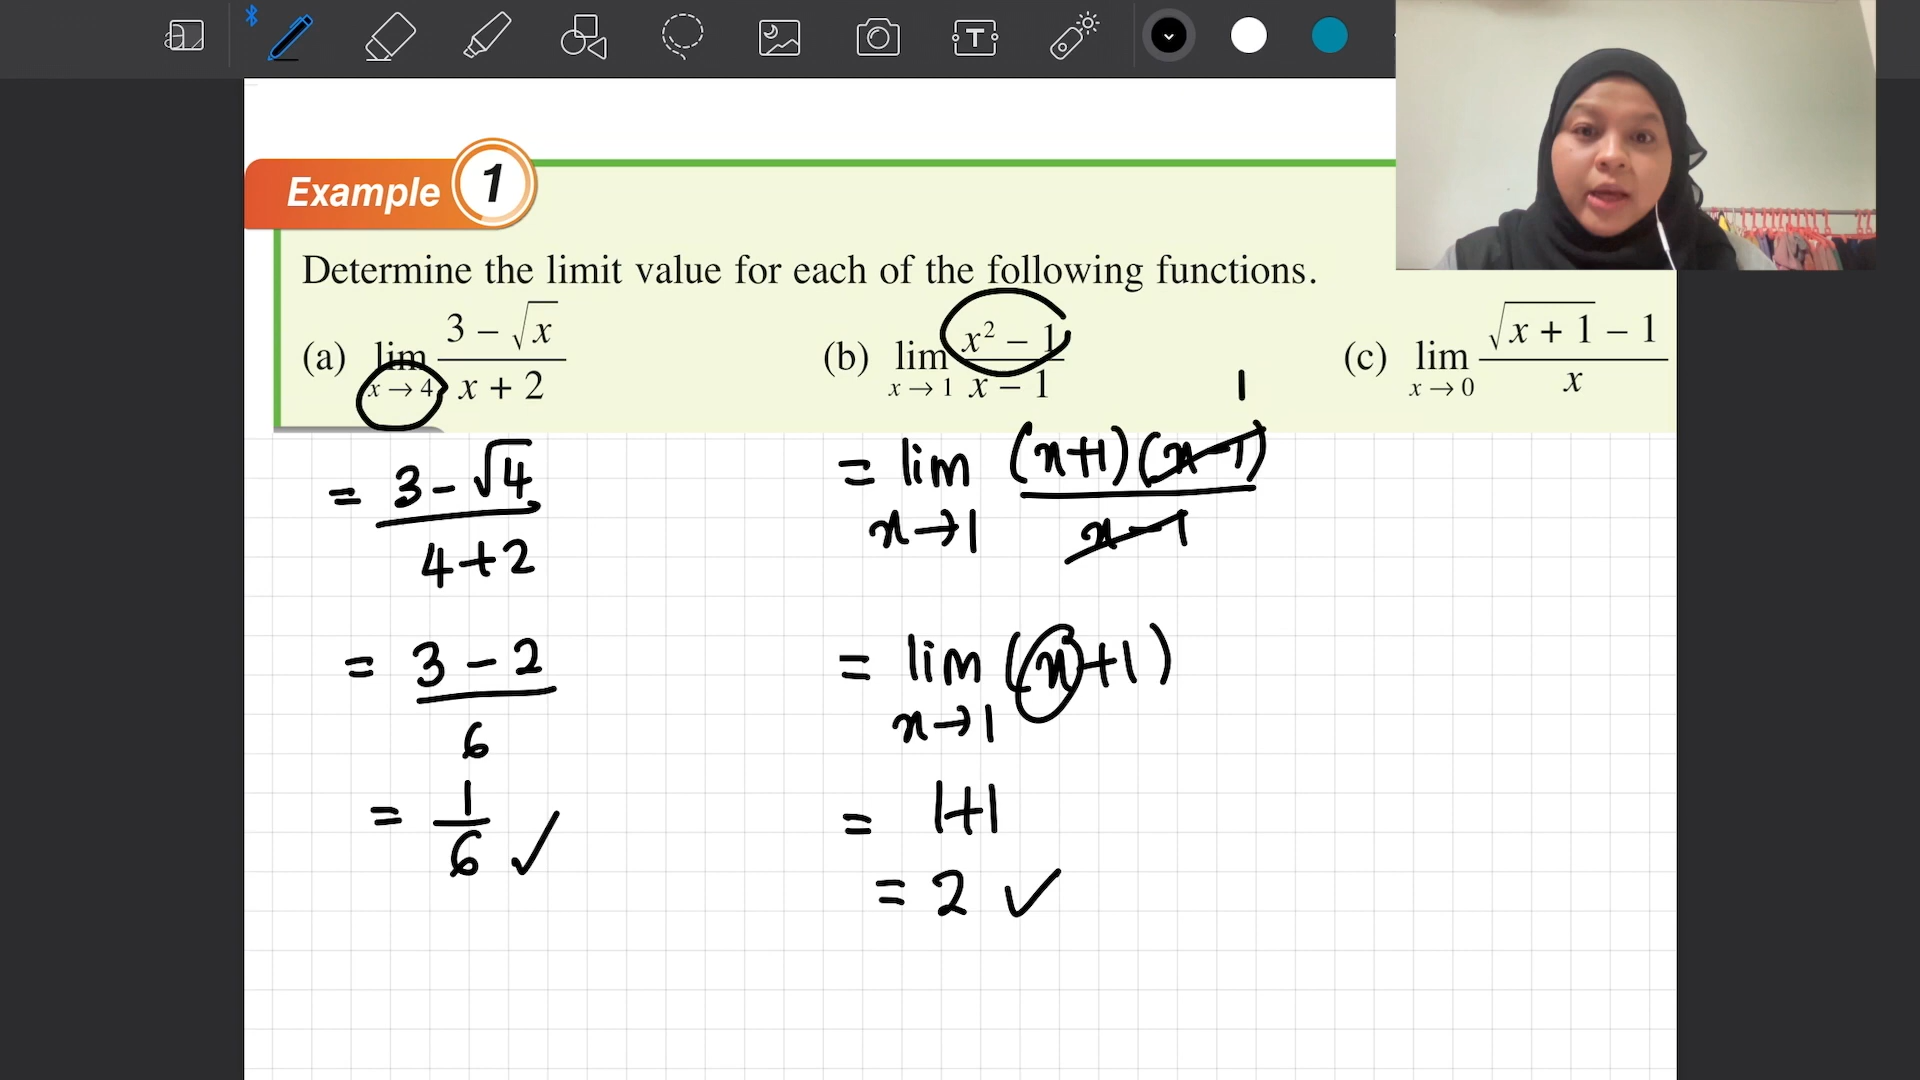 Example 1
Determine the limit value for each of the following functions.
(a) lim x → 4 3 − √x / x + 2
(b) lim x → 1 x² − 1 / x − 1
(c) lim x → 0 √x + 1 − 1 / x
= 3 - √4 / 4 + 2
= 3 - 2 / 6
= 1 / 6 ✓
1
= lim x → 1 (x+1)(x-1) / x-1
= lim x → 1 (x+1)
= 1+1
= 2 ✓
T